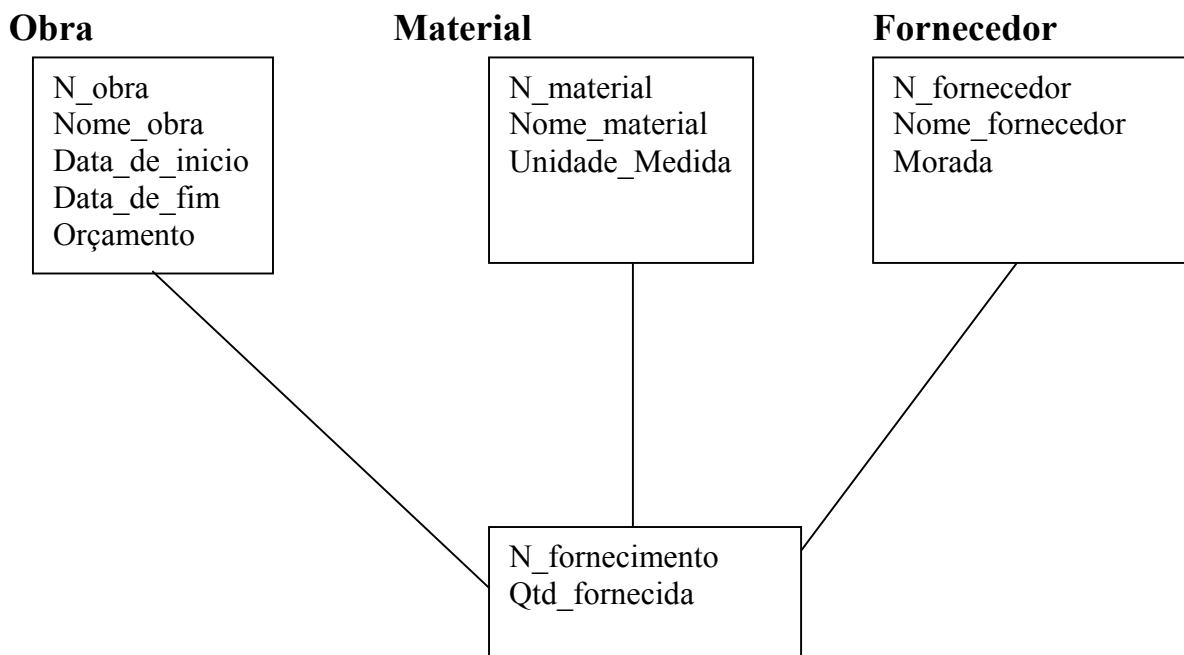 Obra
Material
Fornecedor
N_obra
Nome_obra
Data_de_inicio
Data_de_fim
Orçamento
N_material
Nome_material
Unidade_Medida
N_fornecedor
Nome_fornecedor
Morada
N_fornecimento
Qtd_fornecida